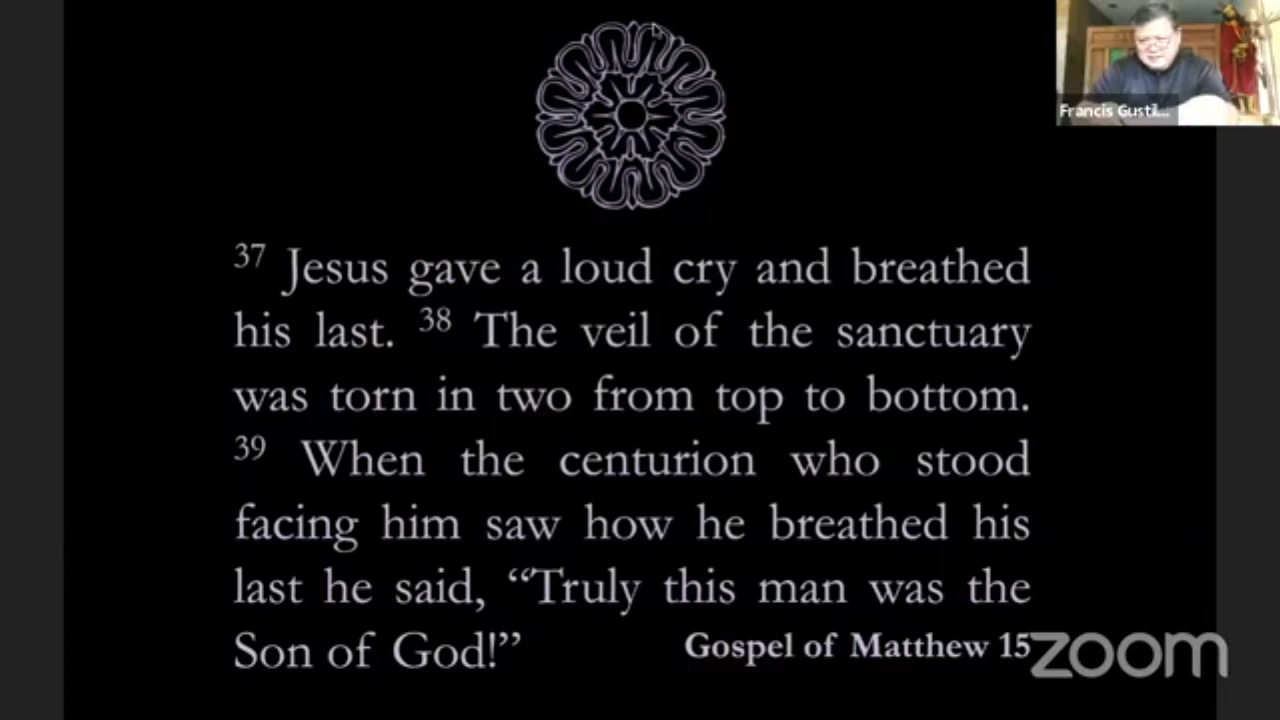 Francis Gustil...
37 Jesus gave a loud cry and breathed
his last. 38 The veil of the sanctuary
was torn in two from top to bottom.
39 When the centurion who stood
facing him saw how he breathed his
last he said, “Truly this man was the
Son of God!”
Gospel of Matthew 15
zoom